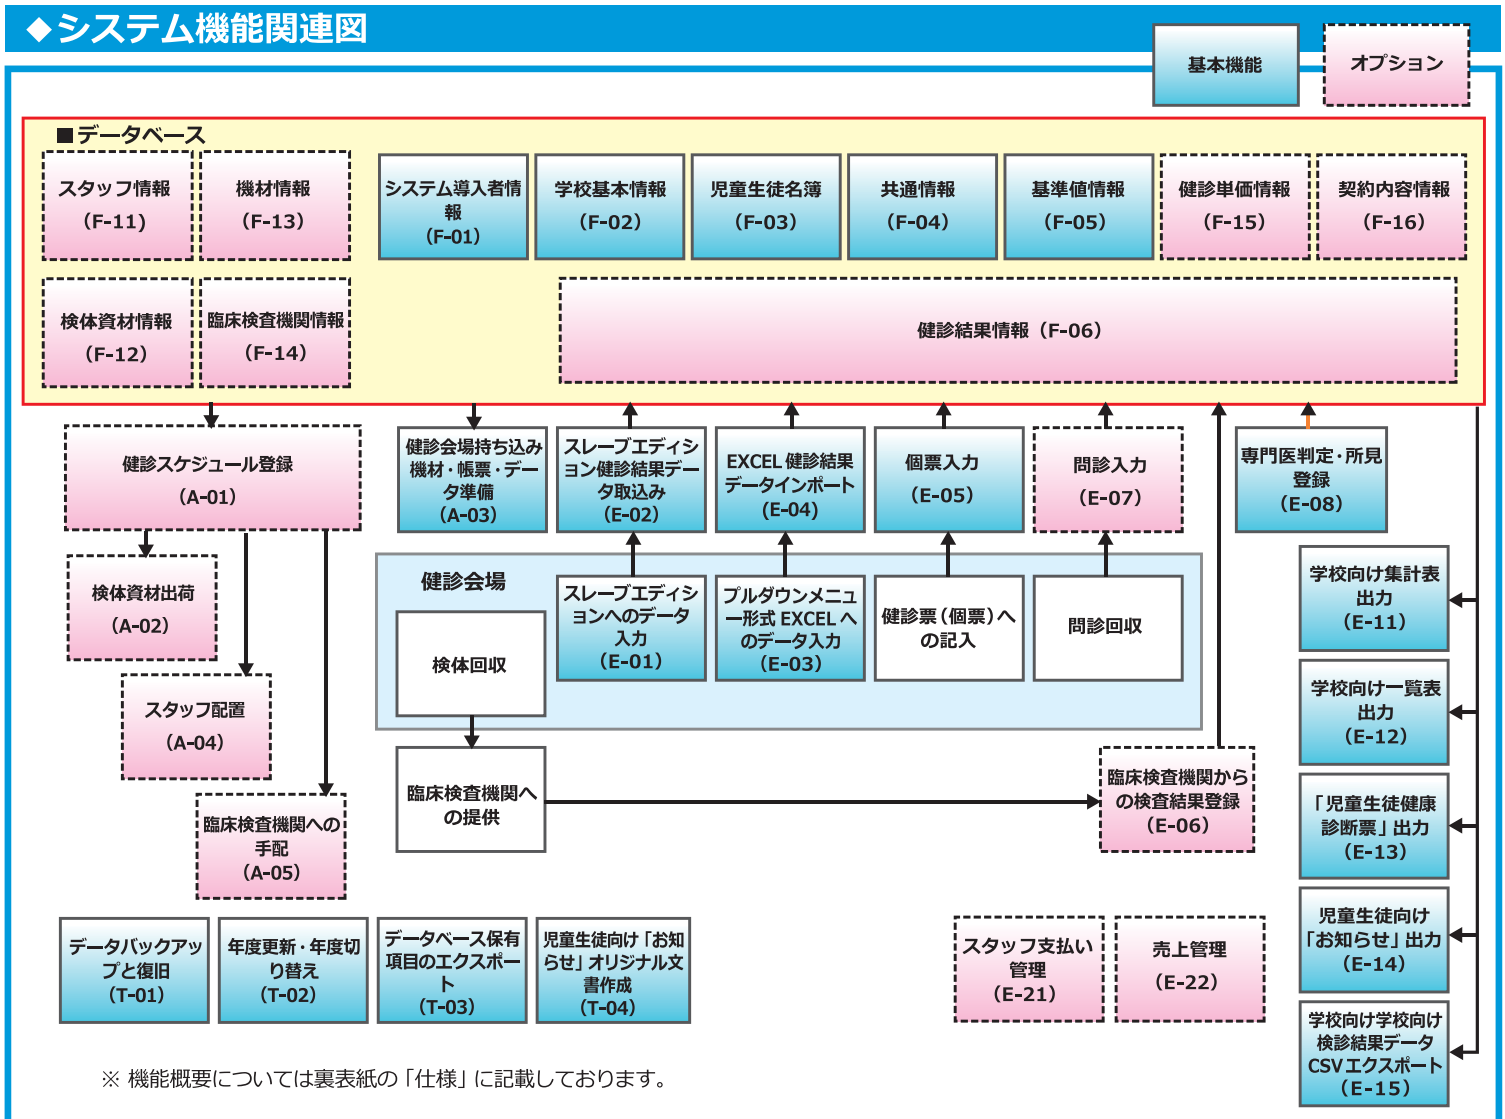 ◆システム機能関連図
基本機能
オプション
■データベース
スタッフ情報
(F-11)
機材情報
(F-13)
システム導入者情
報
(F-01)
学校基本情報
(F-02)
児童生徒名簿
(F-03)
共通情報
(F-04)
基準値情報
(F-05)
健診単価情報
(F-15)
契約内容情報
(F-16)
検体資材情報
(F-12)
臨床検査機関情報
(F-14)
健診結果情報(F-06)
健診スケジュール登録
(A-01)
健診会場持ち込み
機材・帳票・デー
タ準備
(A-03)
スレーブエディシ
ョン健診結果デー
タ取込み
(E-02)
EXCEL健診結果
データインポート
(E-04)
個票入力
(E-05)
問診入力
(E-07)
専門医判定・所見
登録
(E-08)
検体資材出荷
(A-02)
スタッフ配置
(A-04)
臨床検査機関への
手配
(A-05)
健診会場
検体回収
スレーブエディシ
ョンへのデータ
入力
(E-01)
プルダウンメニュ
ー形式EXCELへ
のデータ入力
(E-03)
健診票(個票)へ
の記入
問診回収
臨床検査機関へ
の提供
臨床検査機関から
の検査結果登録
(E-06)
学校向け集計表
出力
(E-11)
学校向け一覧表
出力
(E-12)
「児童生徒健康
診断票」出力
(E-13)
児童生徒向け
「お知らせ」出力
(E-14)
学校向け学校向け
検診結果データ
CSVエクスポート
(E-15)
データバックアッ
プと復旧
(T-01)
年度更新・年度切
り替え
(T-02)
データベース保有
項目のエクスポー
ト
(T-03)
児童生徒向け「お知
らせ」オリジナル文
書作成
(T-04)
スタッフ支払い
管理
(E-21)
売上管理
(E-22)
※ 機能概要については裏表紙の「仕様」に記載しております。